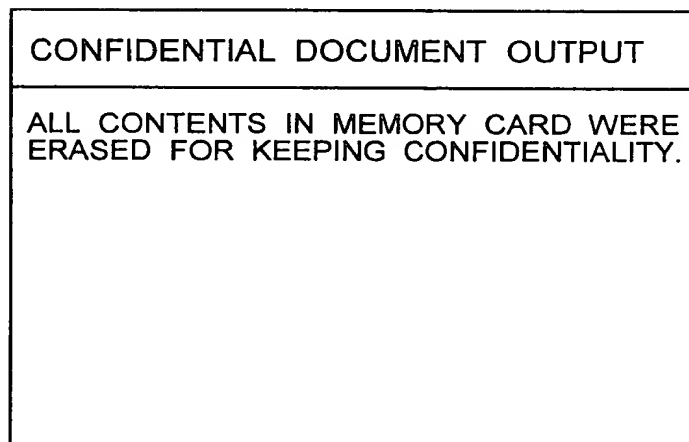 CONFIDENTIAL DOCUMENT OUTPUT
ALL CONTENTS IN MEMORY CARD WERE
ERASED FOR KEEPING CONFIDENTIALITY.